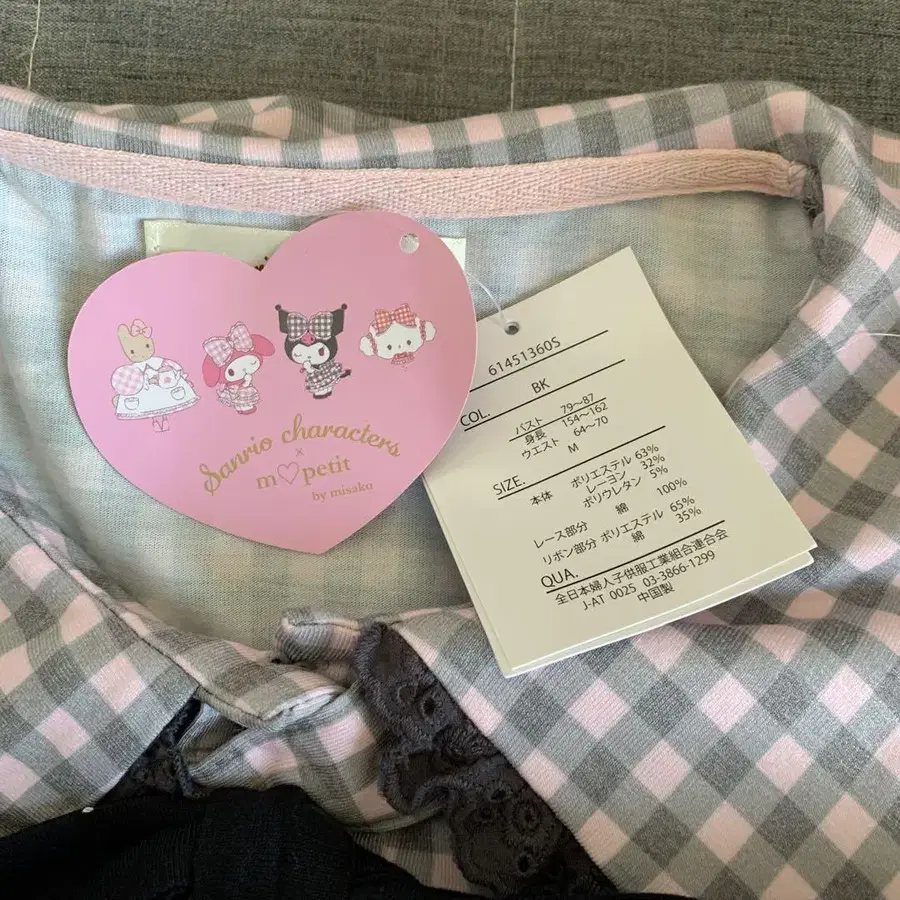 Sanrio characters
×
m♡petit
by misako
61451360S
COL. BK
バスト 79〜87
身長 154〜162
ウエスト 64〜70
SIZE. M
本体 ポリエステル 63%
レーヨン 32%
ポリウレタン 5%
レース部分 綿 100%
リボン部分 ポリエステル 65%
綿 35%
QUA.
全日本婦人子供服工業組合連合会
J-AT 0025 03-3866-1299
中国製